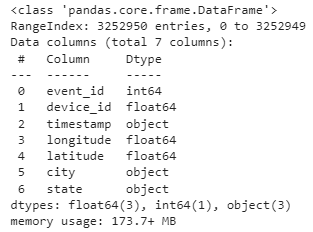 <class 'pandas.core.frame.DataFrame'>
RangeIndex: 3252950 entries, 0 to 3252949
Data columns (total 7 columns):
 #   Column     Dtype
---  ------     -----
 0   event_id   int64
 1   device_id  float64
 2   timestamp  object
 3   longitude  float64
 4   latitude   float64
 5   city       object
 6   state      object
dtypes: float64(3), int64(1), object(3)
memory usage: 173.7+ MB